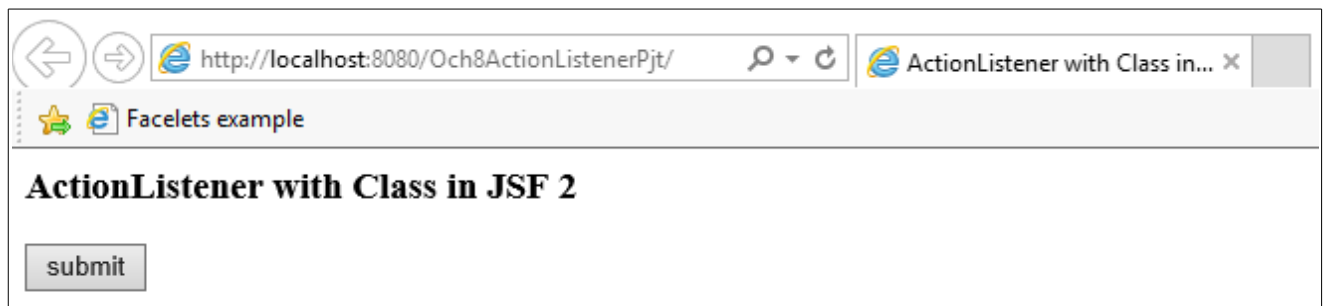 http://localhost:8080/Och8ActionListenerPjt/
ActionListener with Class in...
Facelets example
ActionListener with Class in JSF 2
submit